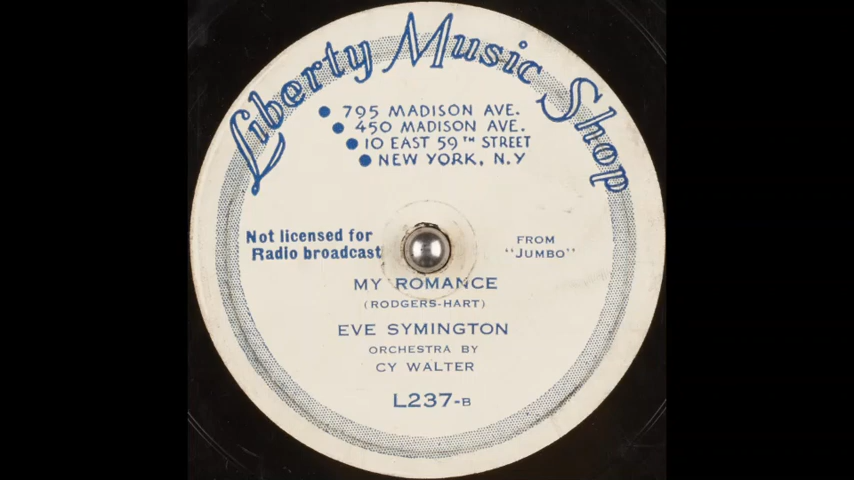 Liberty Music Shop
795 MADISON AVE.
450 MADISON AVE.
10 EAST 59TH STREET
NEW YORK, N.Y
Not licensed for
Radio broadcast
FROM
"JUMBO"
MY ROMANCE
(RODGERS-HART)
EVE SYMINGTON
ORCHESTRA BY
CY WALTER
L237-B